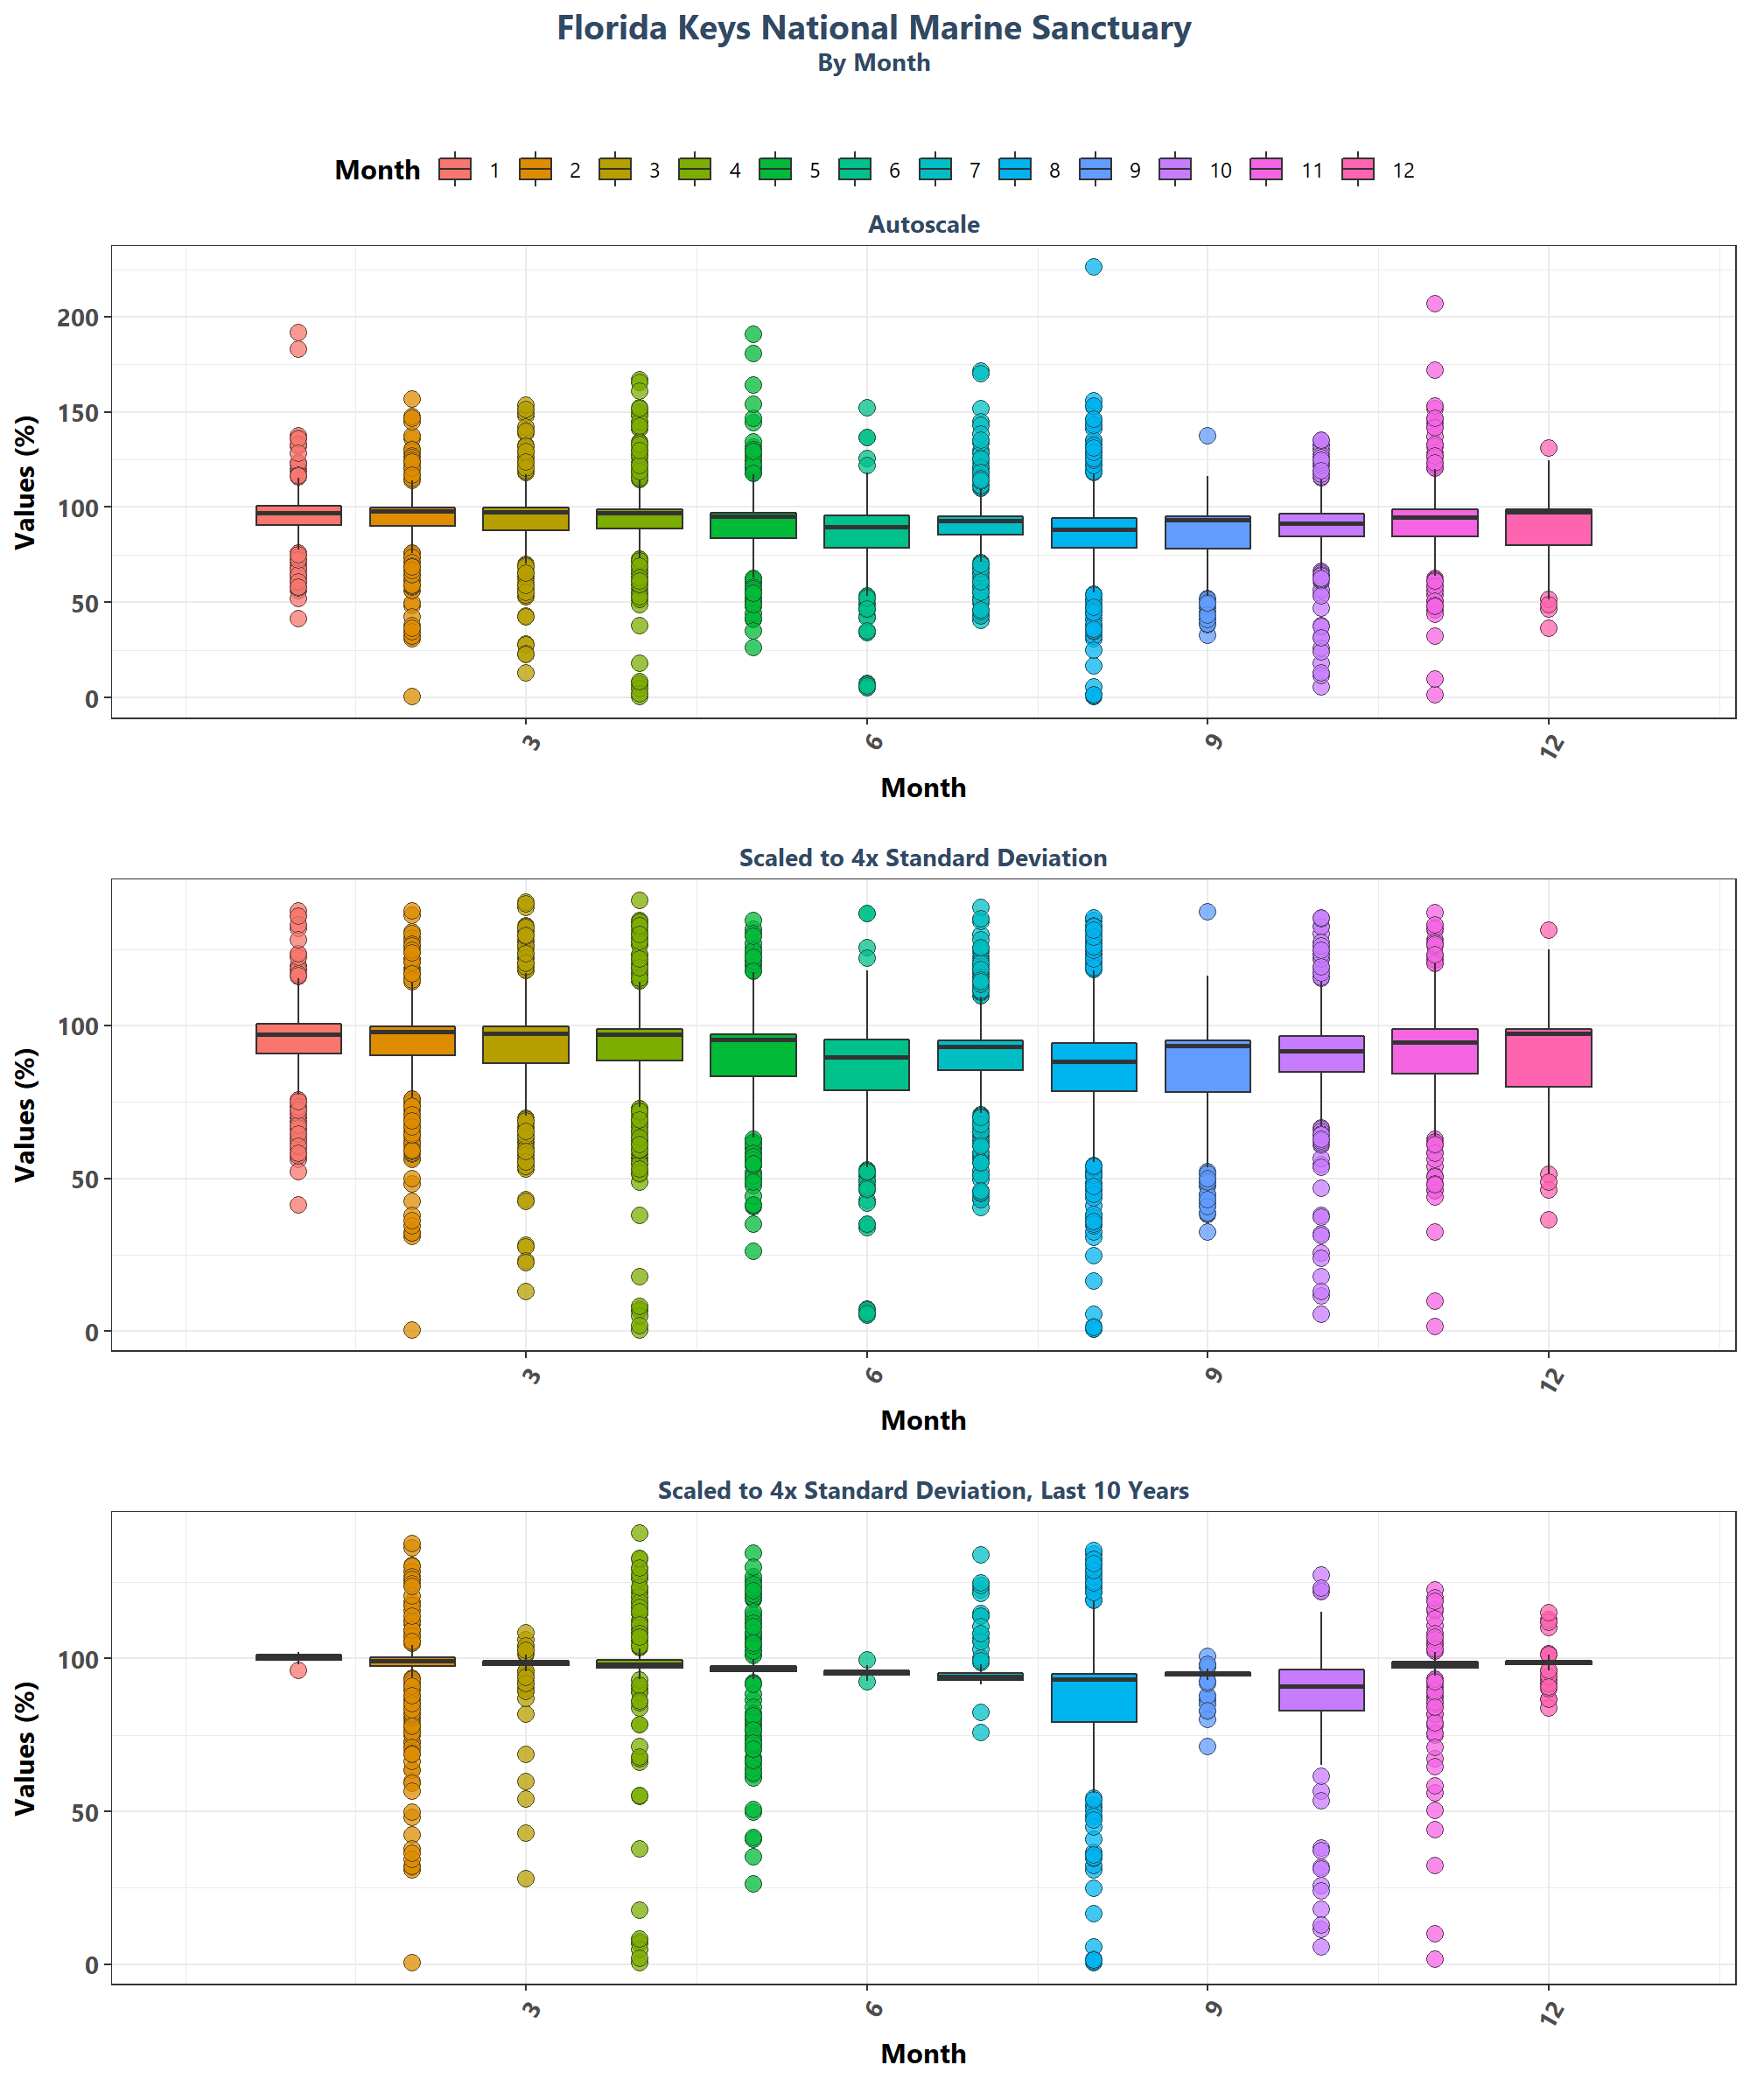 Florida Keys National Marine Sanctuary
By Month
Month 1 2 3 4 5 6 7 8 9 10 11 12
Autoscale
Values (%)
200
150
100
50
0
3 6 9 12
Month
Scaled to 4x Standard Deviation
Values (%)
100
50
0
3 6 9 12
Month
Scaled to 4x Standard Deviation, Last 10 Years
Values (%)
100
50
0
3 6 9 12
Month